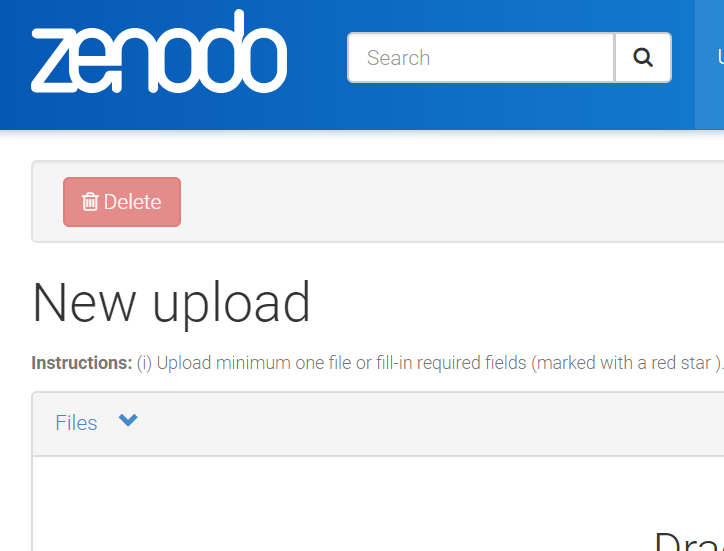 zenodo
Search
Delete
New upload
Instructions: (i) Upload minimum one file or fill-in required fields (marked with a red star ).
Files